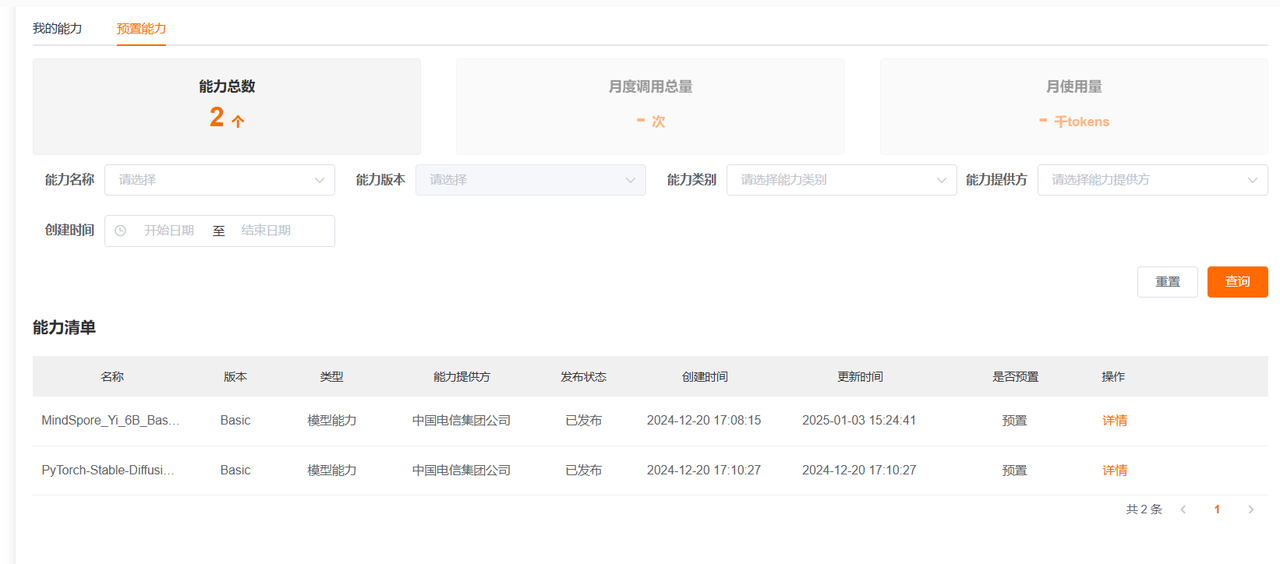 我的能力 预置能力
能力总数 月度调用总量 月使用量
2 个 - 次 - 千tokens
能力名称 请选择 能力版本 请选择 能力类别 请选择能力类别 能力提供方 请选择能力提供方
创建时间 开始日期 至 结束日期
重置 查询
能力清单
名称 版本 类型 能力提供方 发布状态 创建时间 更新时间 是否预置 操作
MindSpore_Yi_6B_Bas... Basic 模型能力 中国电信集团公司 已发布 2024-12-20 17:08:15 2025-01-03 15:24:41 预置 详情
PyTorch-Stable-Diffusi... Basic 模型能力 中国电信集团公司 已发布 2024-12-20 17:10:27 2024-12-20 17:10:27 预置 详情
共 2 条 1